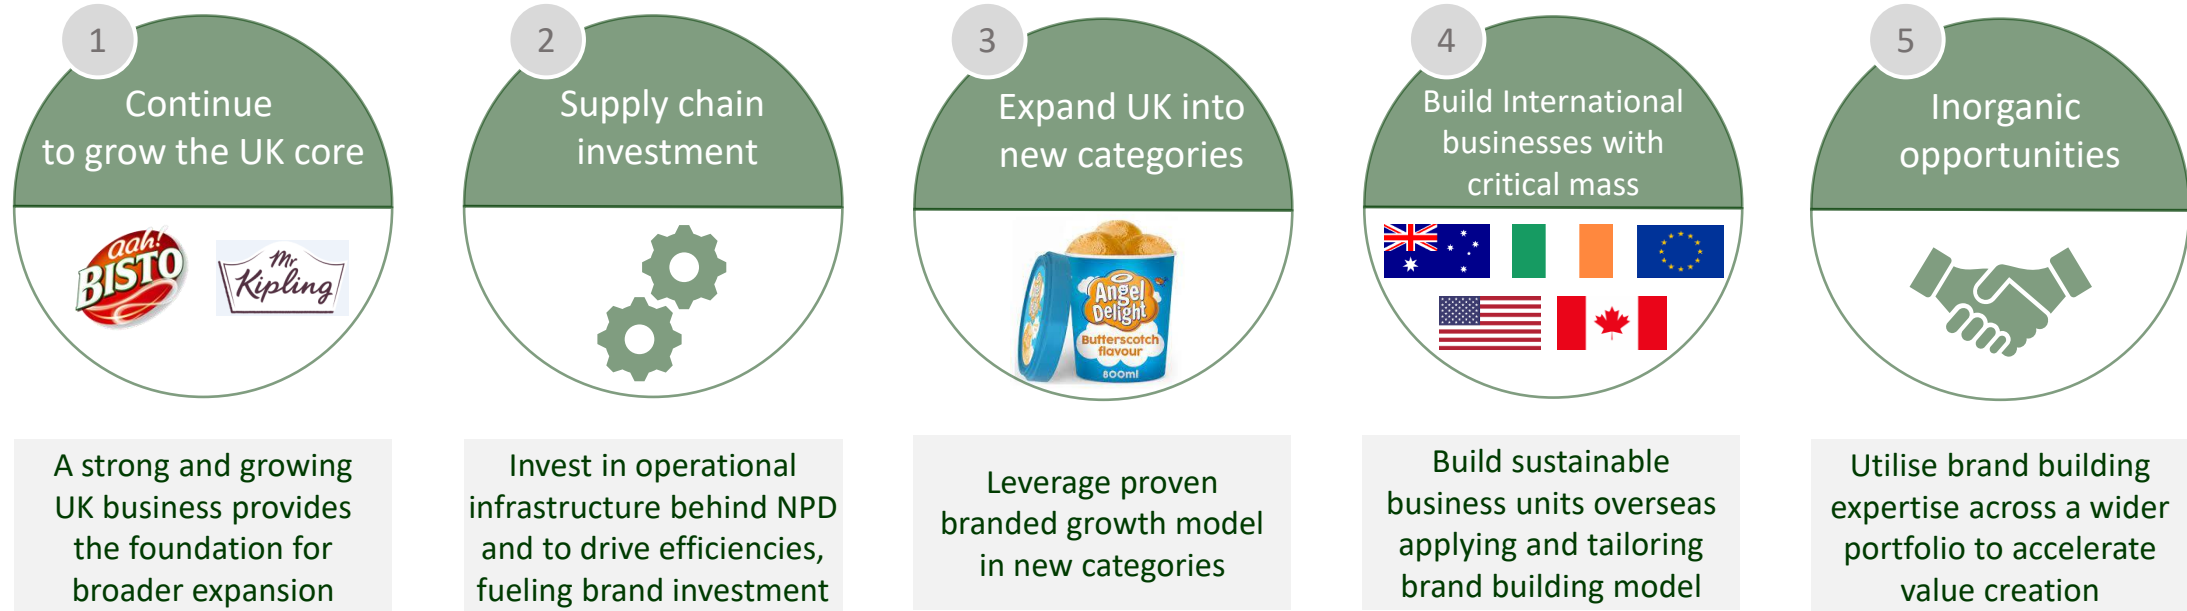 1
Continue
to grow the UK core
aah!
BISTO
Mr
Kipling
A strong and growing
UK business provides
the foundation for
broader expansion
2
Supply chain
investment
Invest in operational
infrastructure behind NPD
and to drive efficiencies,
fueling brand investment
3
Expand UK into
new categories
Angel
Delight
Butterscotch
flavour
800ml
Leverage proven
branded growth model
in new categories
4
Build International
businesses with
critical mass
Build sustainable
business units overseas
applying and tailoring
brand building model
5
Inorganic
opportunities
Utilise brand building
expertise across a wider
portfolio to accelerate
value creation